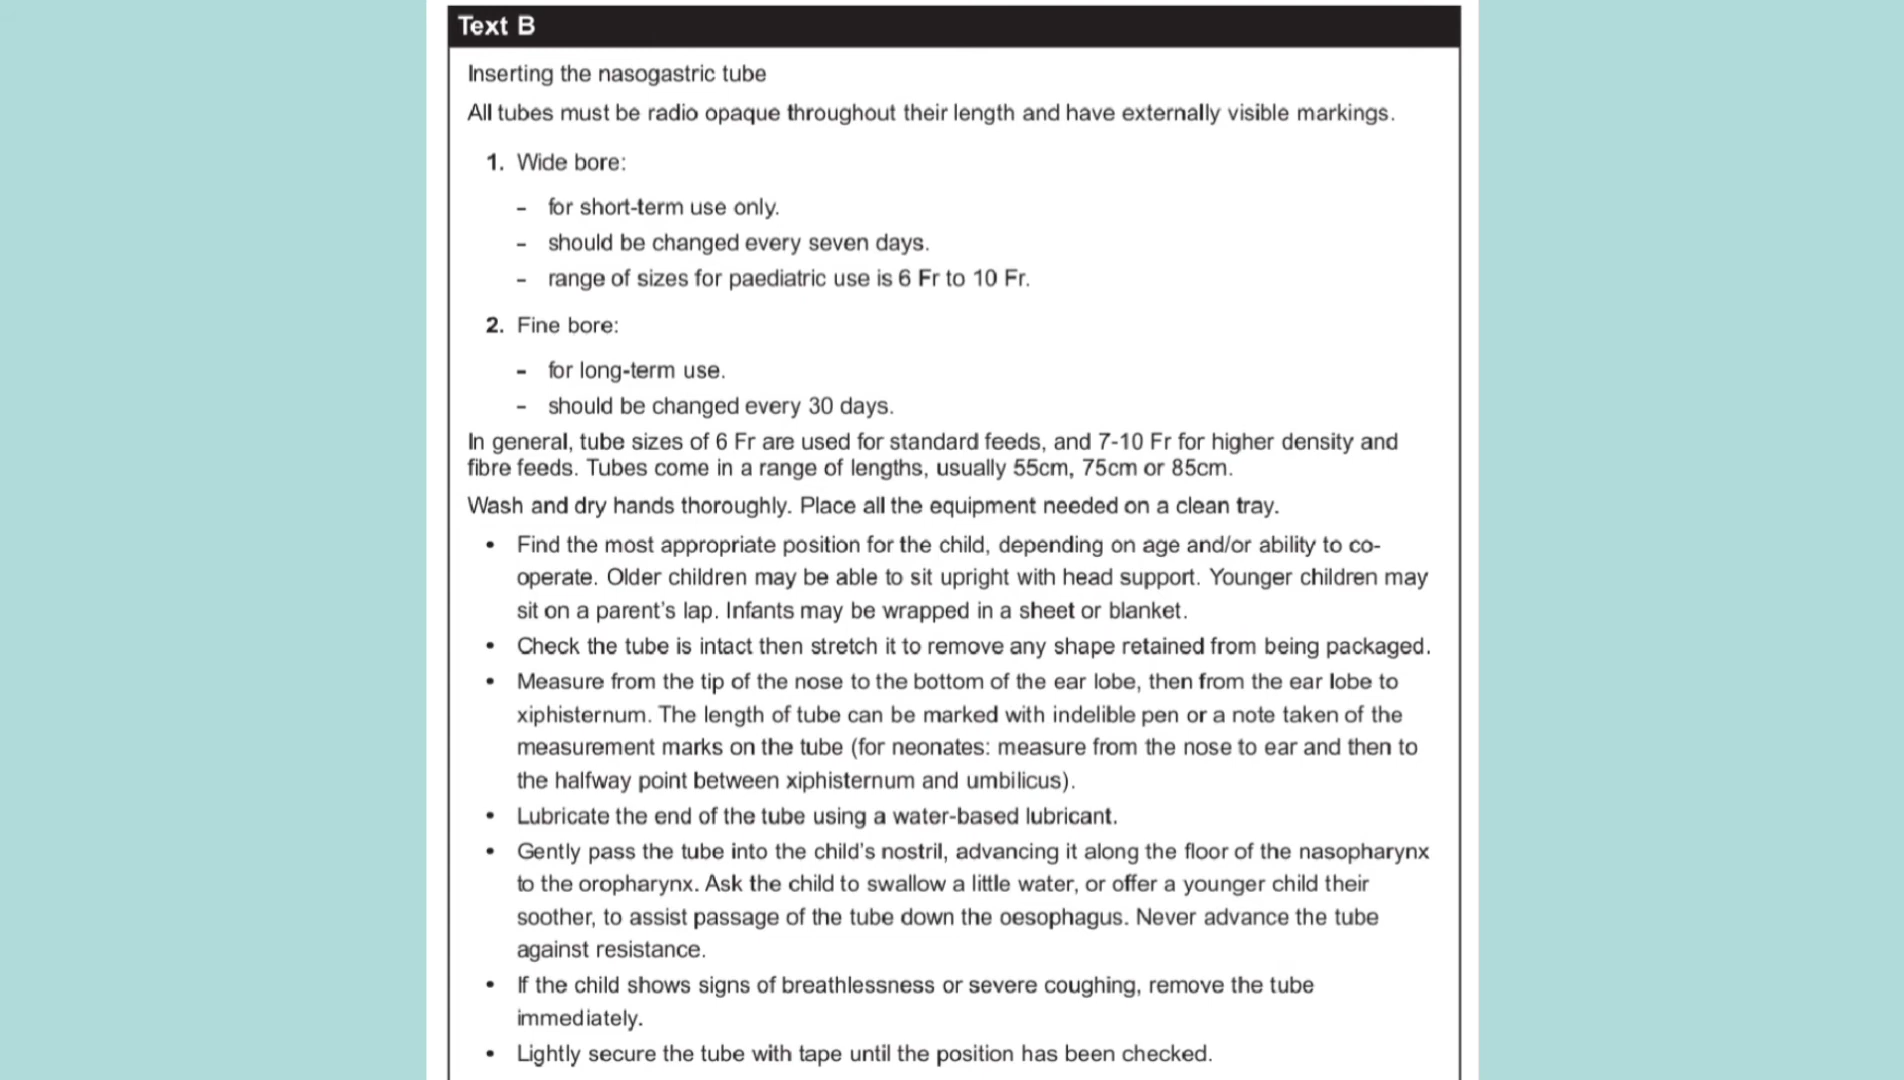 Text B
Inserting the nasogastric tube
All tubes must be radio opaque throughout their length and have externally visible markings.
1. Wide bore:
- for short-term use only.
- should be changed every seven days.
- range of sizes for paediatric use is 6 Fr to 10 Fr.
2. Fine bore:
- for long-term use.
- should be changed every 30 days.
In general, tube sizes of 6 Fr are used for standard feeds, and 7-10 Fr for higher density and
fibre feeds. Tubes come in a range of lengths, usually 55cm, 75cm or 85cm.
Wash and dry hands thoroughly. Place all the equipment needed on a clean tray.
• Find the most appropriate position for the child, depending on age and/or ability to co-
operate. Older children may be able to sit upright with head support. Younger children may
sit on a parent's lap. Infants may be wrapped in a sheet or blanket.
• Check the tube is intact then stretch it to remove any shape retained from being packaged.
• Measure from the tip of the nose to the bottom of the ear lobe, then from the ear lobe to
xiphisternum. The length of tube can be marked with indelible pen or a note taken of the
measurement marks on the tube (for neonates: measure from the nose to ear and then to
the halfway point between xiphisternum and umbilicus).
• Lubricate the end of the tube using a water-based lubricant.
• Gently pass the tube into the child's nostril, advancing it along the floor of the nasopharynx
to the oropharynx. Ask the child to swallow a little water, or offer a younger child their
soother, to assist passage of the tube down the oesophagus. Never advance the tube
against resistance.
• If the child shows signs of breathlessness or severe coughing, remove the tube
immediately.
• Lightly secure the tube with tape until the position has been checked.